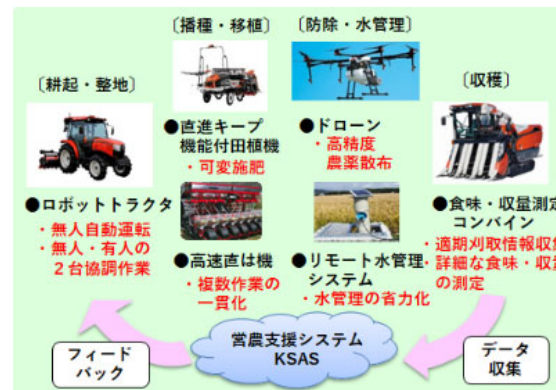 〔耕起・整地〕
●ロボットトラクタ
・無人自動運転
・無人・有人の
２台協調作業
〔播種・移植〕
●直進キープ
機能付田植機
・可変施肥
●高速直は機
・複数作業の
一貫化
〔防除・水管理〕
●ドローン
・高精度
農薬散布
●リモート水管理
システム
・水管理の省力化
〔収穫〕
●食味・収量測定
コンバイン
・適期刈取情報収集
・詳細な食味・収量
の測定
営農支援システム
KSAS
フィード
バック
データ
収集